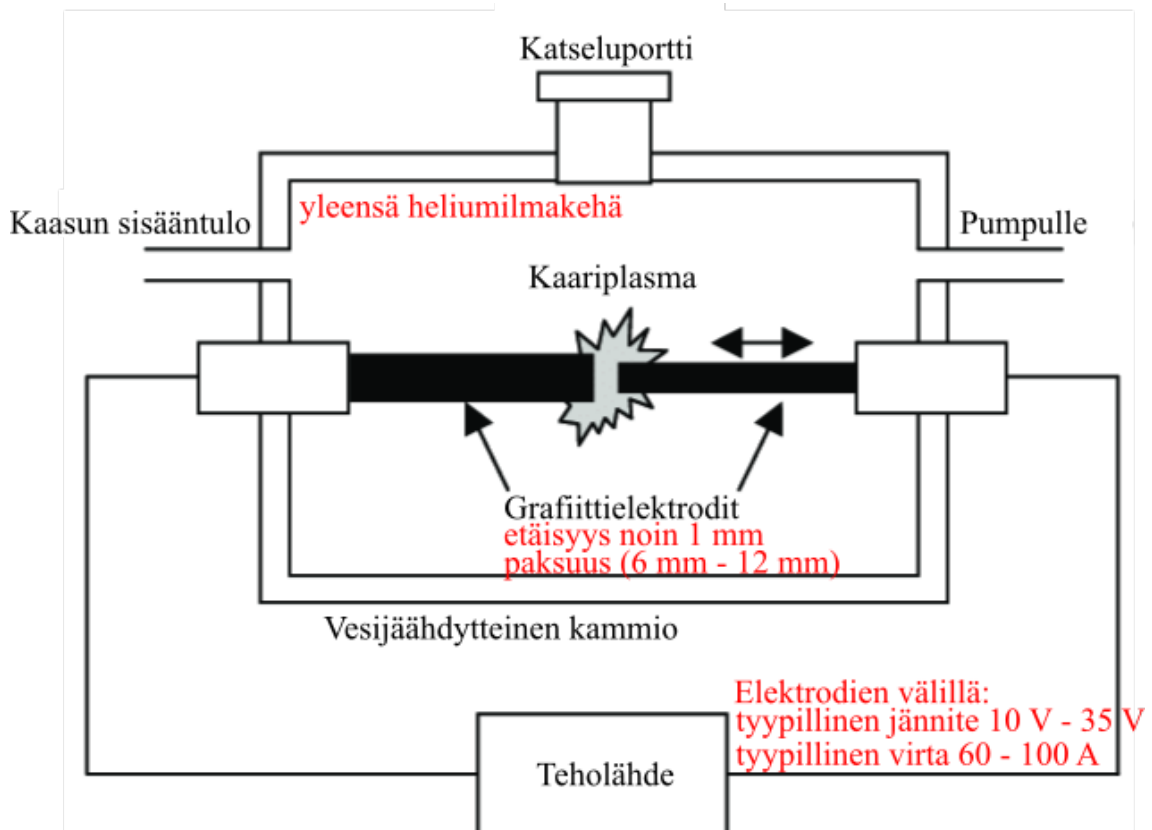 Katseluportti
yleensä heliumilmakehä
Kaasun sisääntulo
Pumpulle
Kaariplasma
Grafiittielektrodit
etäisyys noin 1 mm
paksuus (6 mm - 12 mm)
Vesijäähdytteinen kammio
Elektrodien välillä:
tyypillinen jännite 10 V - 35 V
tyypillinen virta 60 - 100 A
Teholähde